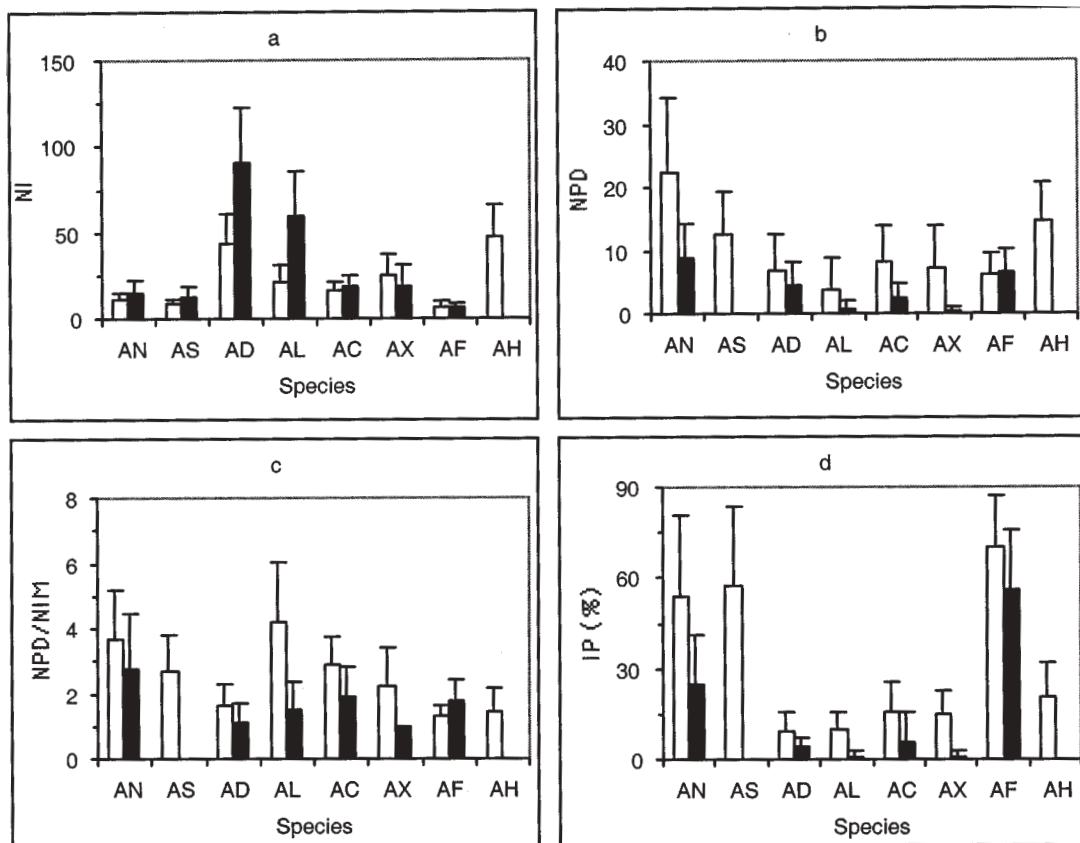 a
150
100
50
0
NI
AN AS AD AL AC AX AF AH
Species
b
40
30
20
10
0
NPD
AN AS AD AL AC AX AF AH
Species
c
8
6
4
2
0
NPD/NIM
AN AS AD AL AC AX AF AH
Species
d
90
60
30
0
IP (%)
AN AS AD AL AC AX AF AH
Species